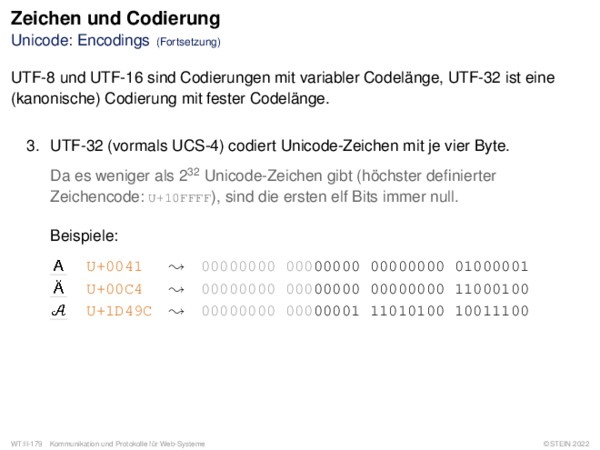 Zeichen und Codierung
Unicode: Encodings (Fortsetzung)
UTF-8 und UTF-16 sind Codierungen mit variabler Codelänge, UTF-32 ist eine
(kanonische) Codierung mit fester Codelänge.
3. UTF-32 (vormals UCS-4) codiert Unicode-Zeichen mit je vier Byte.
Da es weniger als 2³² Unicode-Zeichen gibt (höchster definierter
Zeichencode: U+10FFFF), sind die ersten elf Bits immer null.
Beispiele:
A U+0041 ⤳ 00000000 00000000 00000000 01000001
Ä U+00C4 ⤳ 00000000 00000000 00000000 11000100
𝒜 U+1D49C ⤳ 00000000 00000001 11010100 10011100
WT:II-179 Kommunikation und Protokolle für Web-Systeme ©STEIN 2022